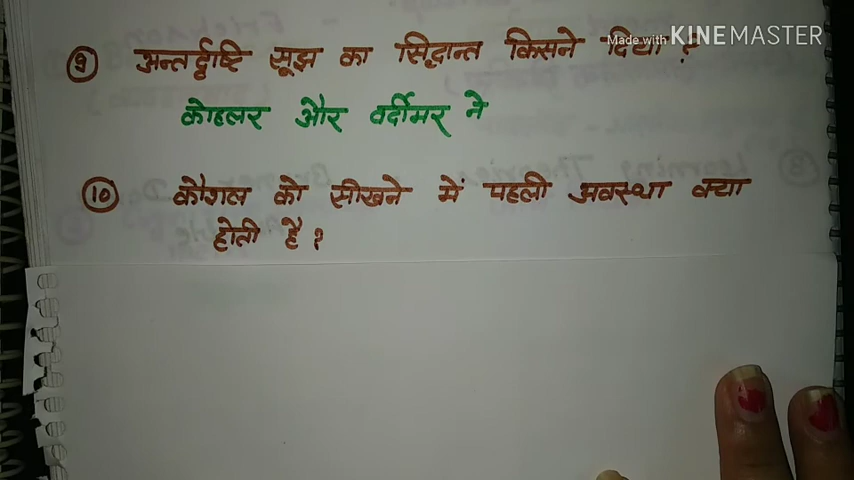 Made with KINEMASTER
9 अन्तर्दृष्टि सूझ का सिद्धान्त किसने दिया ?
कोहलर और वर्दीमर ने
10 कौशल को सीखने में पहली अवस्था क्या
होती है ?